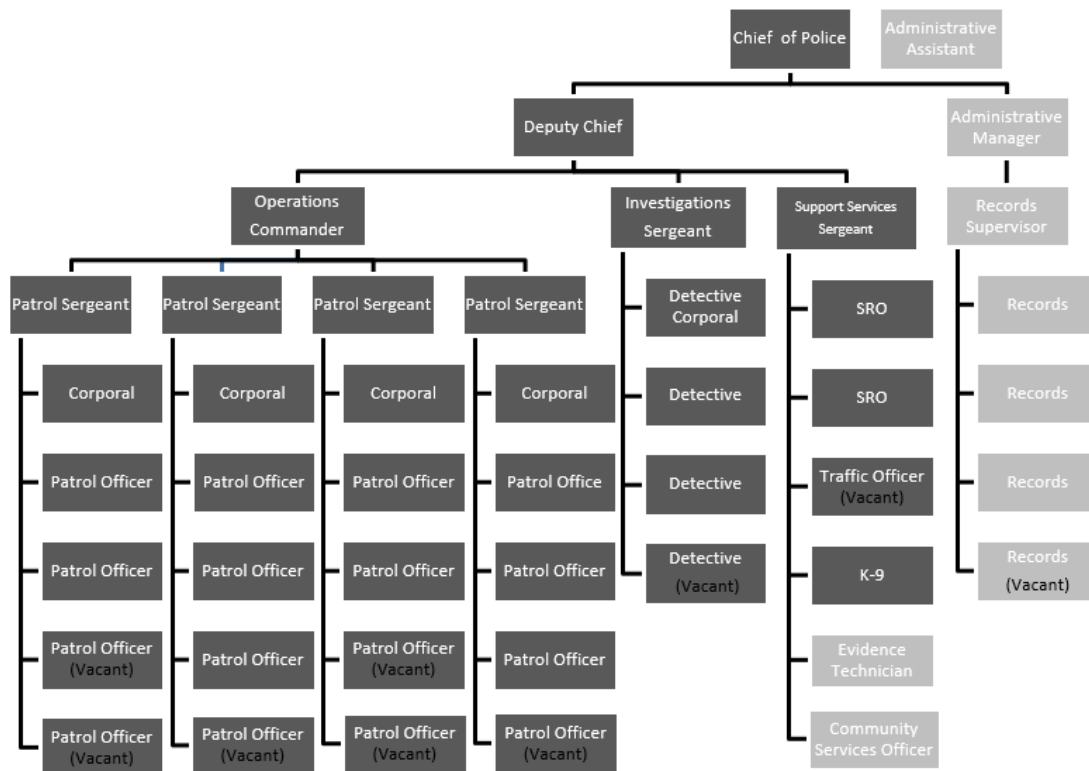 Chief of Police
Administrative
Assistant
Deputy Chief
Administrative
Manager
Operations
Commander
Investigations
Sergeant
Support Services
Sergeant
Records
Supervisor
Patrol Sergeant
Patrol Sergeant
Patrol Sergeant
Patrol Sergeant
Detective
Corporal
SRO
Records
Corporal
Corporal
Corporal
Corporal
Detective
SRO
Records
Patrol Officer
Patrol Officer
Patrol Officer
Patrol Office
Detective
Traffic Officer
(Vacant)
Records
Patrol Officer
Patrol Officer
Patrol Officer
Patrol Officer
Detective
(Vacant)
K-9
Records
(Vacant)
Patrol Officer
(Vacant)
Patrol Officer
Patrol Officer
(Vacant)
Patrol Officer
Evidence
Technician
Patrol Officer
(Vacant)
Patrol Officer
(Vacant)
Patrol Officer
(Vacant)
Patrol Officer
(Vacant)
Community
Services Officer